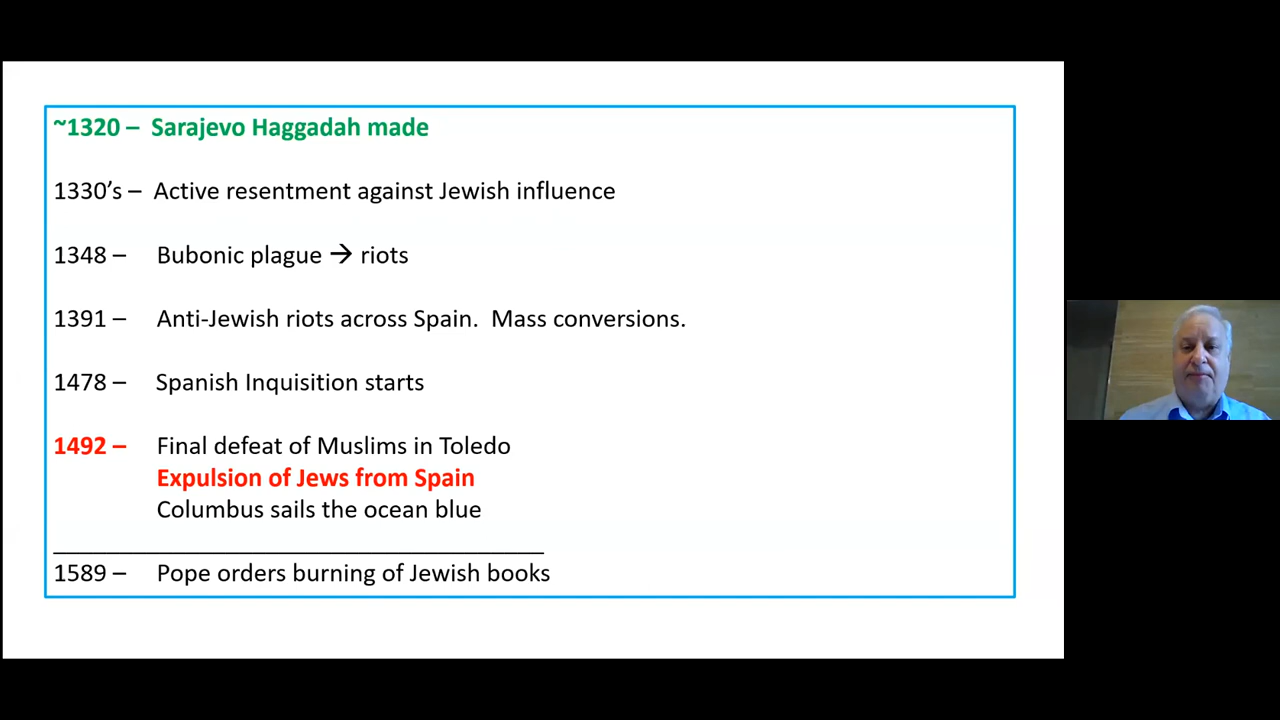 ~1320 – Sarajevo Haggadah made
1330’s – Active resentment against Jewish influence
1348 – Bubonic plague → riots
1391 – Anti-Jewish riots across Spain. Mass conversions.
1478 – Spanish Inquisition starts
1492 – Final defeat of Muslims in Toledo
Expulsion of Jews from Spain
Columbus sails the ocean blue
1589 – Pope orders burning of Jewish books